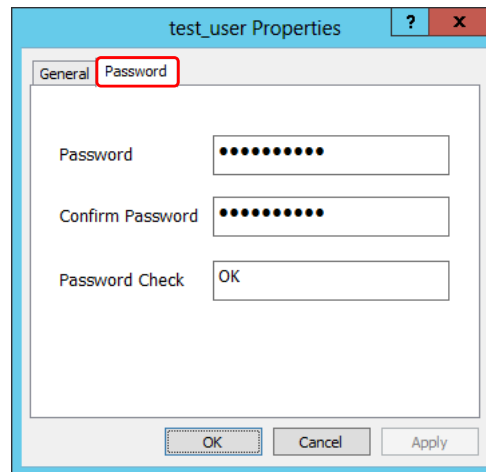 test_user Properties ? x
General Password
Password ●●●●●●●●●●
Confirm Password ●●●●●●●●●●
Password Check OK
OK Cancel Apply